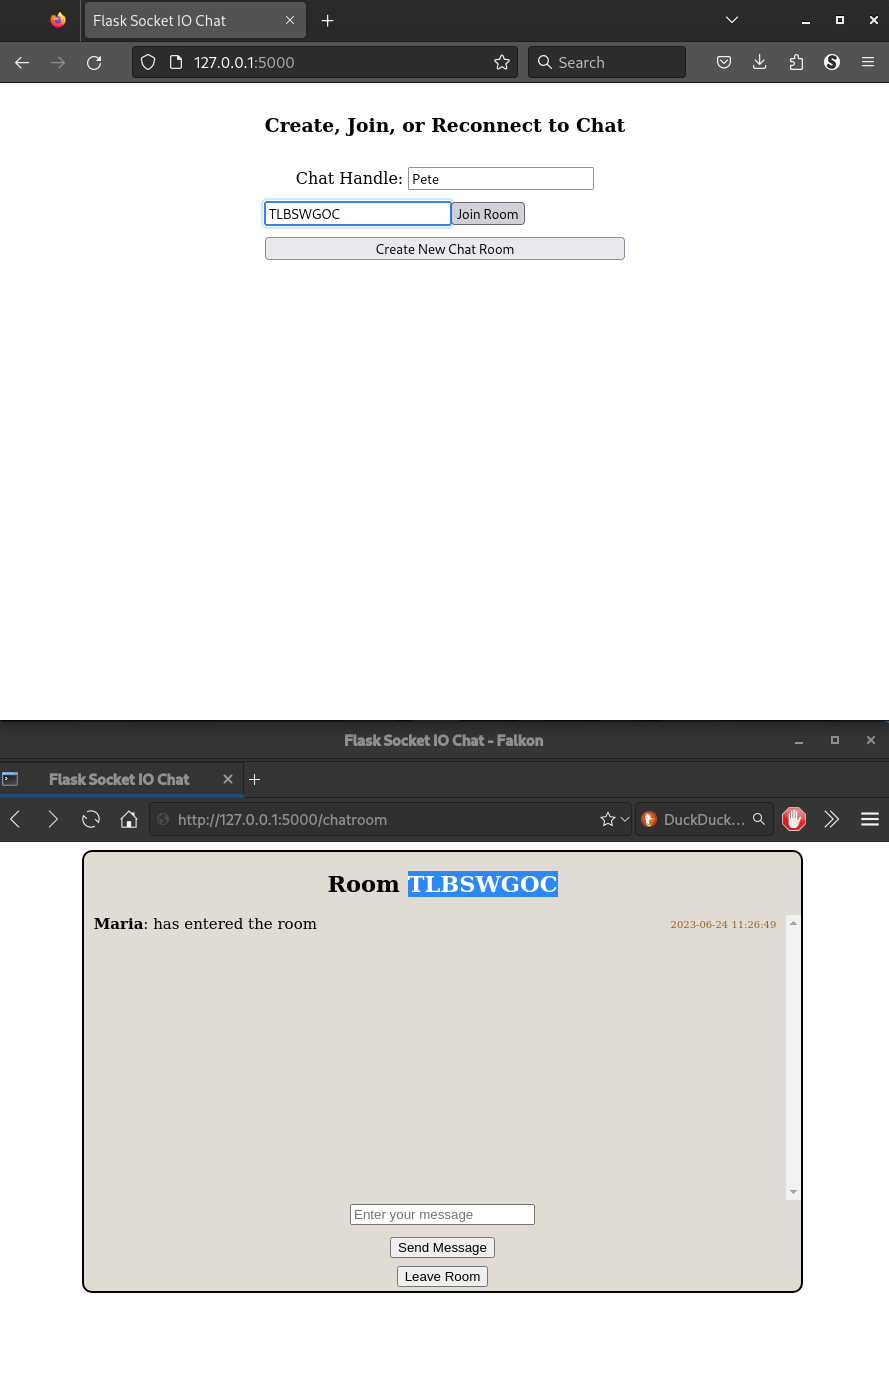 Flask Socket IO Chat
127.0.0.1:5000
Search
Create, Join, or Reconnect to Chat
Chat Handle: Pete
TLBSWGOC Join Room
Create New Chat Room
Flask Socket IO Chat - Falkon
Flask Socket IO Chat
http://127.0.0.1:5000/chatroom DuckDuck...
Room TLBSWGOC
Maria: has entered the room 2023-06-24 11:26:49
Enter your message
Send Message
Leave Room